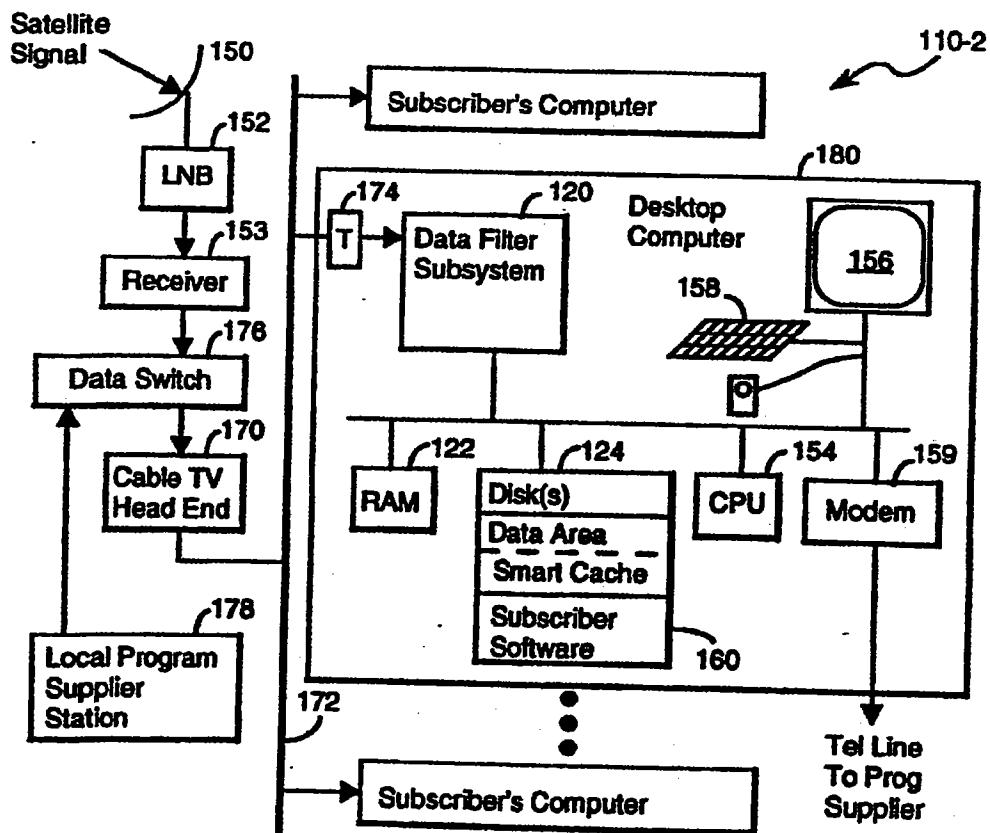 Satellite
Signal
150
110-2
Subscriber's Computer
152
LNB
180
174
120
Desktop
Computer
T
Data Filter
Subsystem
156
153
Receiver
158
176
Data Switch
170
Cable TV
Head End
122
RAM
124
Disk(s)
Data Area
Smart Cache
Subscriber
Software
160
154
CPU
159
Modem
178
Local Program
Supplier
Station
172
Tel Line
To Prog
Supplier
Subscriber's Computer